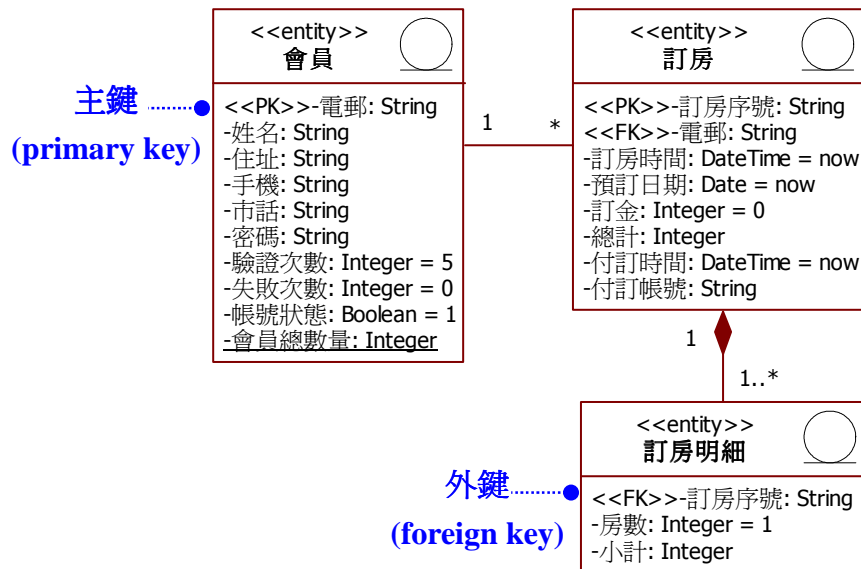 <<entity>>
會員
主鍵
(primary key)
<<PK>>-電郵: String
-姓名: String
-住址: String
-手機: String
-市話: String
-密碼: String
-驗證次數: Integer = 5
-失敗次數: Integer = 0
-帳號狀態: Boolean = 1
-會員總數量: Integer
1
*
<<entity>>
訂房
<<PK>>-訂房序號: String
<<FK>>-電郵: String
-訂房時間: DateTime = now
-預訂日期: Date = now
-訂金: Integer = 0
-總計: Integer
-付訂時間: DateTime = now
-付訂帳號: String
1
1..*
<<entity>>
訂房明細
外鍵
(foreign key)
<<FK>>-訂房序號: String
-房數: Integer = 1
-小計: Integer